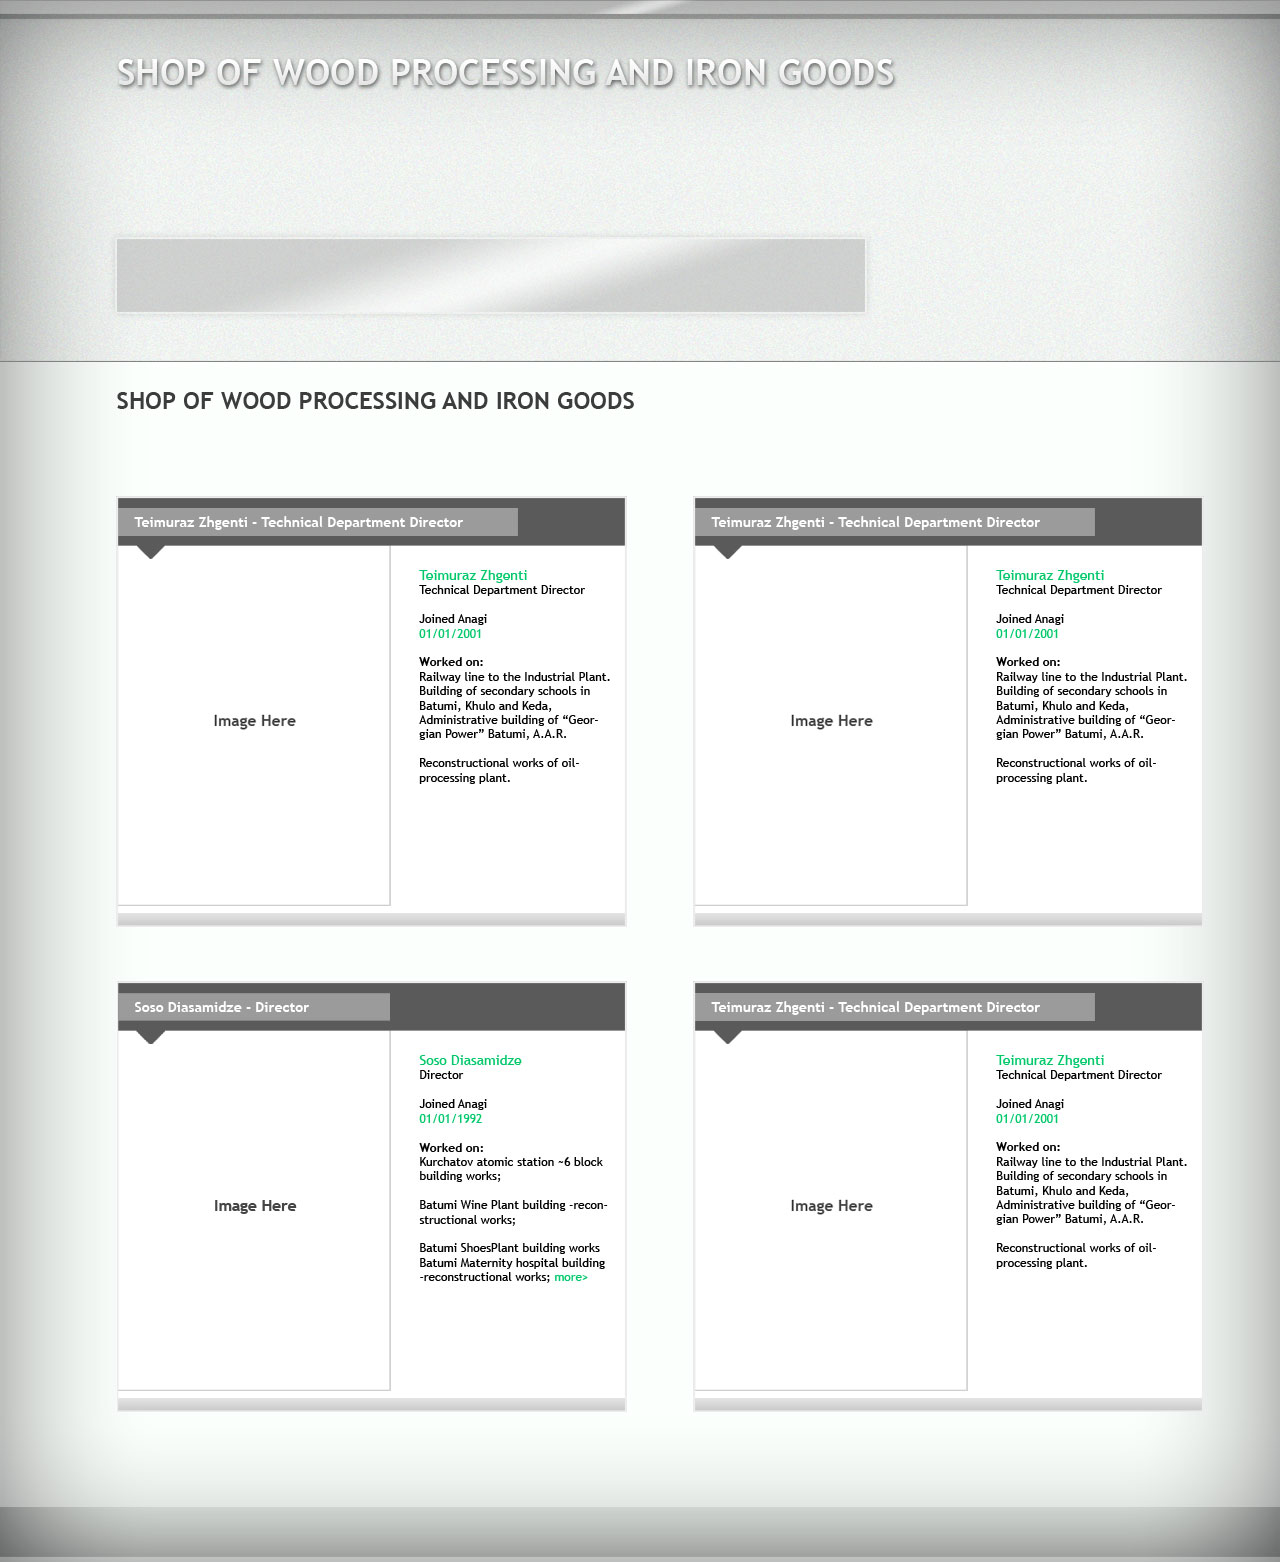 SHOP OF WOOD PROCESSING AND IRON GOODS
SHOP OF WOOD PROCESSING AND IRON GOODS
Teimuraz Zhgenti - Technical Department Director
Image Here
Teimuraz Zhgenti
Technical Department Director
Joined Anagi
01/01/2001
Worked on:
Railway line to the Industrial Plant.
Building of secondary schools in
Batumi, Khulo and Keda,
Administrative building of “Geor-
gian Power” Batumi, A.A.R.
Reconstructional works of oil-
processing plant.
Teimuraz Zhgenti - Technical Department Director
Image Here
Teimuraz Zhgenti
Technical Department Director
Joined Anagi
01/01/2001
Worked on:
Railway line to the Industrial Plant.
Building of secondary schools in
Batumi, Khulo and Keda,
Administrative building of “Geor-
gian Power” Batumi, A.A.R.
Reconstructional works of oil-
processing plant.
Soso Diasamidze - Director
Image Here
Soso Diasamidze
Director
Joined Anagi
01/01/1992
Worked on:
Kurchatov atomic station ~6 block
building works;
Batumi Wine Plant building -recon-
structional works;
Batumi ShoesPlant building works
Batumi Maternity hospital building
-reconstructional works; more>
Teimuraz Zhgenti - Technical Department Director
Image Here
Teimuraz Zhgenti
Technical Department Director
Joined Anagi
01/01/2001
Worked on:
Railway line to the Industrial Plant.
Building of secondary schools in
Batumi, Khulo and Keda,
Administrative building of “Geor-
gian Power” Batumi, A.A.R.
Reconstructional works of oil-
processing plant.